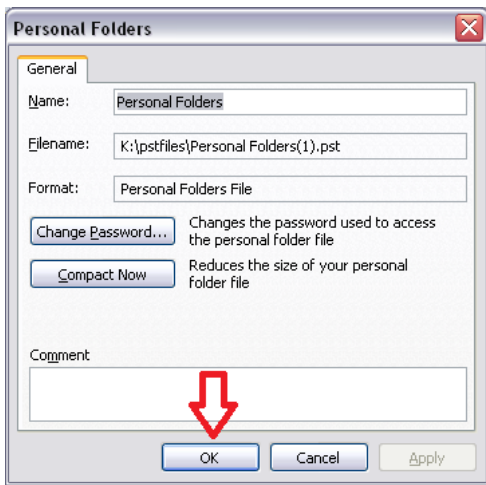 Personal Folders
General
Name: Personal Folders
Filename: K:\pstfiles\Personal Folders(1).pst
Format: Personal Folders File
Change Password... Changes the password used to access
the personal folder file
Compact Now Reduces the size of your personal
folder file
Comment
OK Cancel Apply